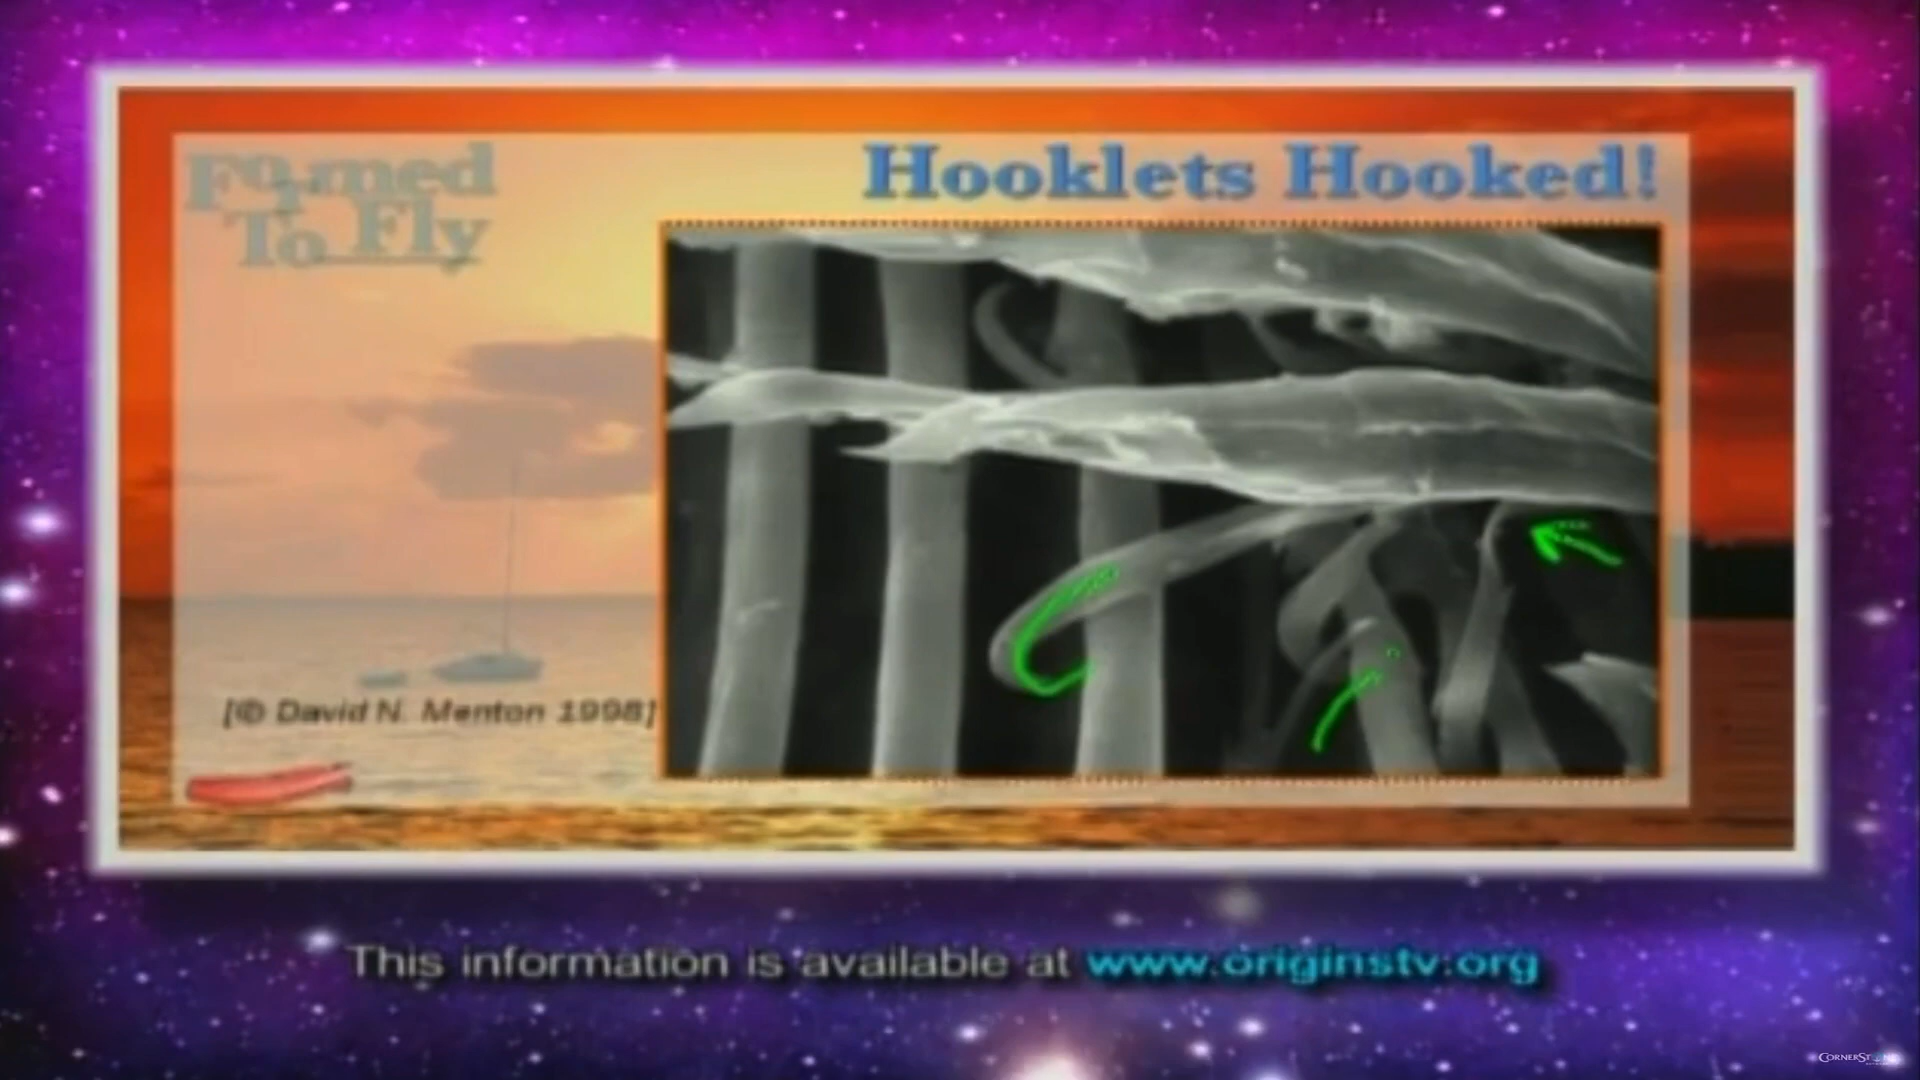 Formed
To Fly
Hooklets Hooked!
[© David N. Menton 1998]
This information is available at www.originstv.org